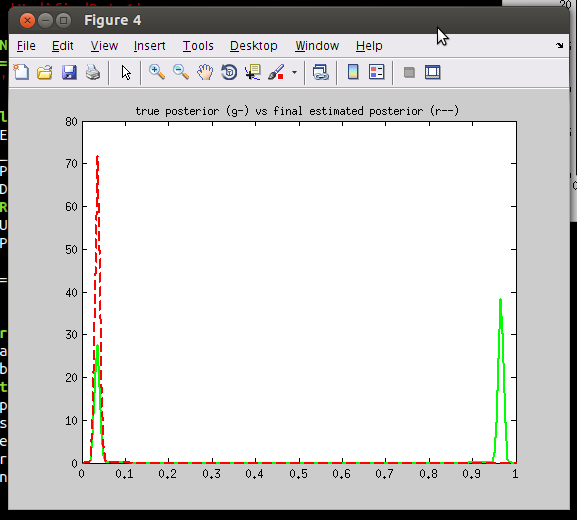 Figure 4
File Edit View Insert Tools Desktop Window Help
true posterior (g-) vs final estimated posterior (r--)
80
70
60
50
40
30
20
10
0
0 0.1 0.2 0.3 0.4 0.5 0.6 0.7 0.8 0.9 1
20
N
=
l
E
P
D
R
U
P
=
r
a
b
t
p
s
e
r
n